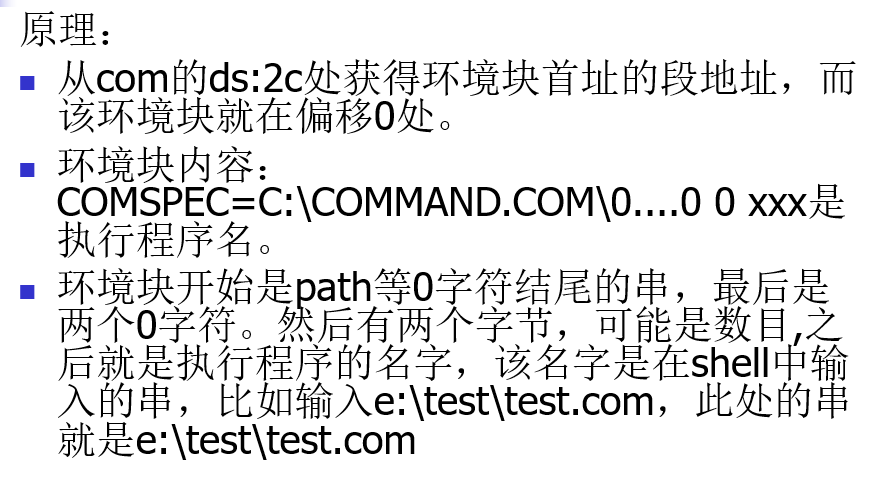 原理：
从com的ds:2c处获得环境块首址的段地址，而
该环境块就在偏移0处。
环境块内容：
COMSPEC=C:\COMMAND.COM\0....0 0 xxx是
执行程序名。
环境块开始是path等0字符结尾的串，最后是
两个0字符。然后有两个字节，可能是数目,之
后就是执行程序的名字，该名字是在shell中输
入的串，比如输入e:\test\test.com，此处的串
就是e:\test\test.com